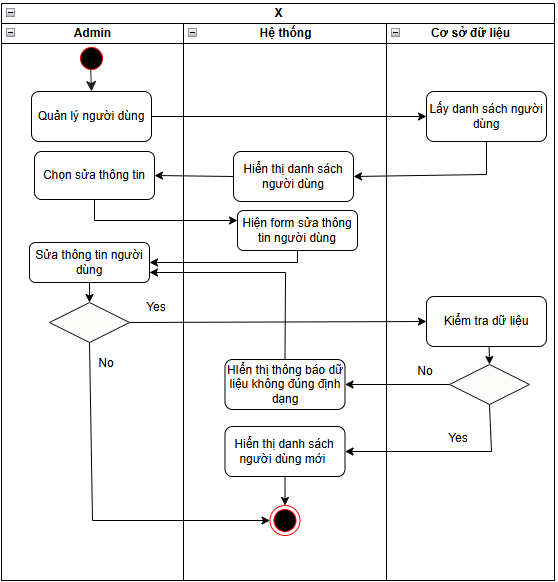 X
Admin
Hệ thống
Cơ sở dữ liệu
Quản lý người dùng
Lấy danh sách người
dùng
Chọn sửa thông tin
Hiển thị danh sách
người dùng
Hiện form sửa thông
tin người dùng
Sửa thông tin người
dùng
Yes
Kiểm tra dữ liệu
No
HIển thị thông báo dữ
liệu không đúng định
dạng
No
Hiển thị danh sách
người dùng mới
Yes